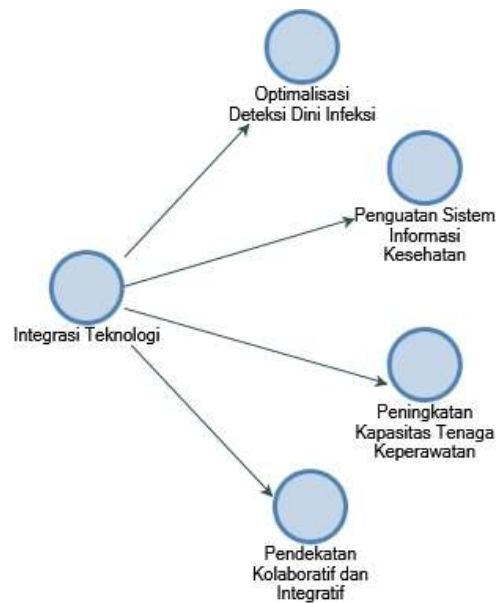 Optimalisasi
Deteksi Dini Infeksi
Penguatan Sistem
Informasi
Kesehatan
Integrasi Teknologi
Peningkatan
Kapasitas Tenaga
Keperawatan
Pendekatan
Kolaboratif dan
Integratif